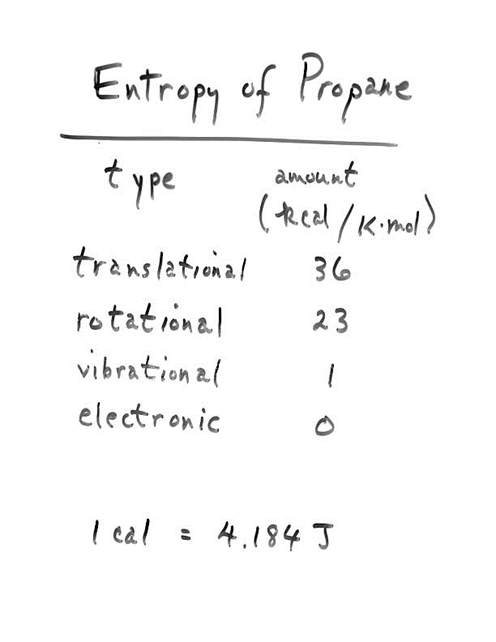 Entropy of Propane
type amount
(kcal/K·mol)
translational 36
rotational 23
vibrational 1
electronic 0
1 cal = 4.184 J